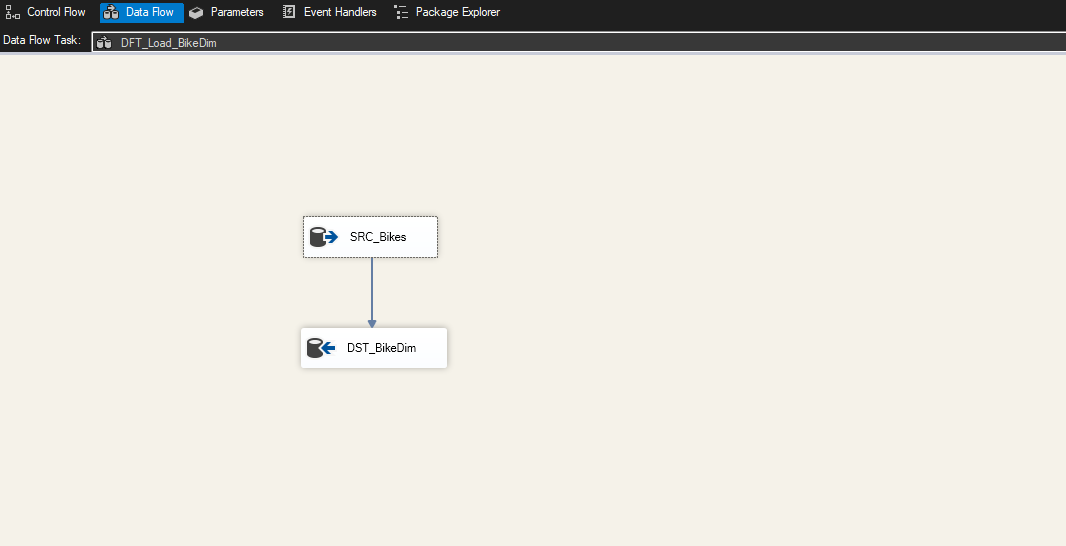 Control Flow Data Flow Parameters Event Handlers Package Explorer
Data Flow Task: DFT_Load_BikeDim
SRC_Bikes
DST_BikeDim